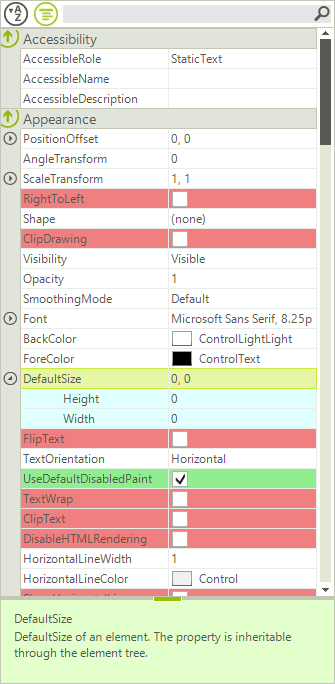 A
Z
Accessibility
AccessibleRole StaticText
AccessibleName
AccessibleDescription
Appearance
PositionOffset 0, 0
AngleTransform 0
ScaleTransform 1, 1
RightToLeft
Shape (none)
ClipDrawing
Visibility Visible
Opacity 1
SmoothingMode Default
Font Microsoft Sans Serif, 8.25p
BackColor ControlLightLight
ForeColor ControlText
DefaultSize 0, 0
Height 0
Width 0
FlipText
TextOrientation Horizontal
UseDefaultDisabledPaint
TextWrap
ClipText
DisableHTMLRendering
HorizontalLineWidth 1
HorizontalLineColor Control
DefaultSize
DefaultSize of an element. The property is inheritable
through the element tree.